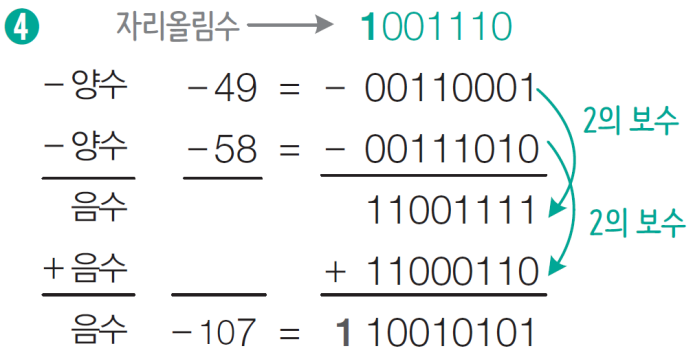 4 자리올림수 1001110
－양수 －49 = － 00110001
2의 보수
－양수 －58 = － 00111010
음수 11001111
2의 보수
＋음수 + 11000110
음수 －107 = 1 10010101